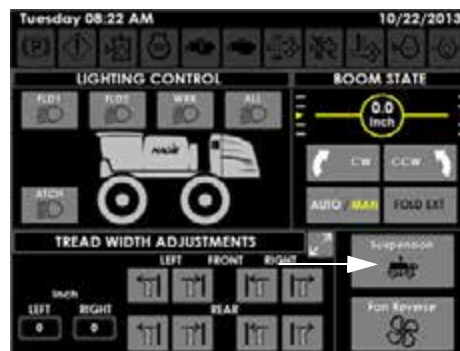 Tuesday 08:22 AM 10/22/2013
(P)
LIGHTING CONTROL
BOOM STATE
FLD1 FLD2 WRK ALL
0.0
Inch
HAGIE
CW CCW
ATCH
AUTO / MAN FOLD EXT
TREAD WIDTH ADJUSTMENTS
Suspension
LEFT FRONT RIGHT
Inch
LEFT RIGHT
REAR
Fan Reverse
0 0